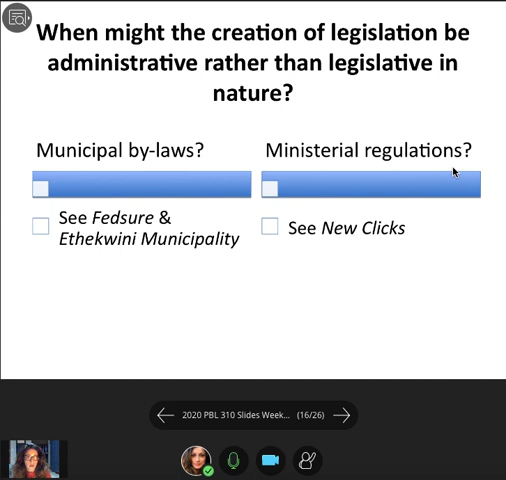 When might the creation of legislation be
administrative rather than legislative in
nature?
Municipal by-laws?
Ministerial regulations?
See Fedsure &
Ethekwini Municipality
See New Clicks
2020 PBL 310 Slides Week... (16/26)